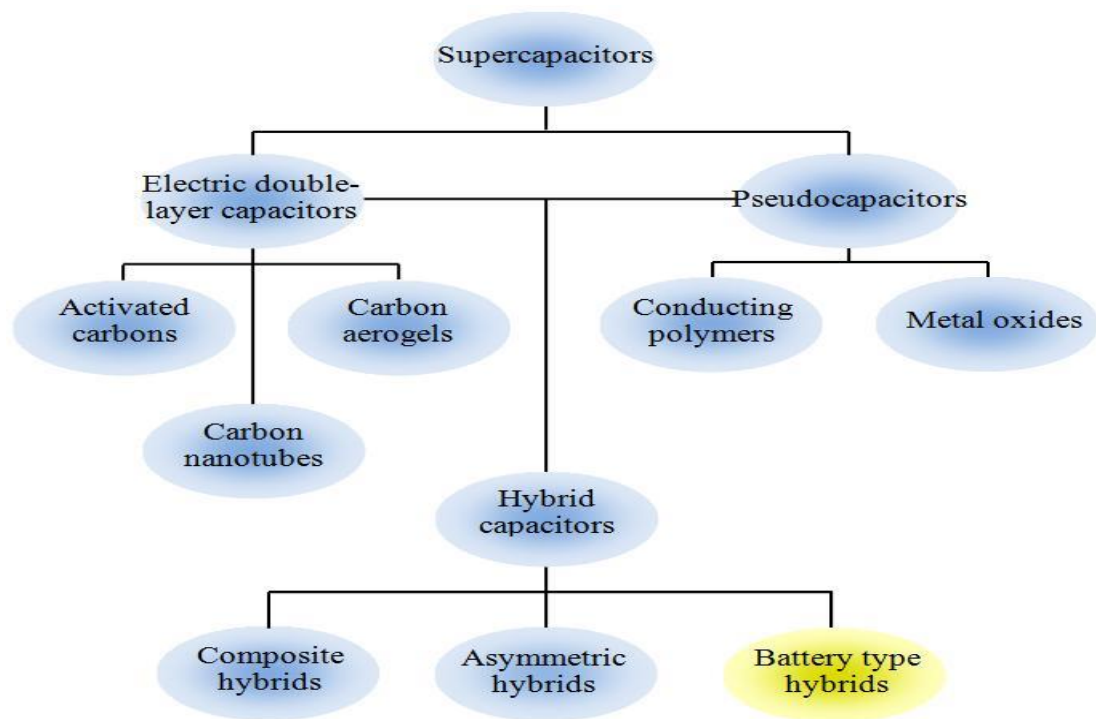 Supercapacitors
Electric double-
layer capacitors
Pseudocapacitors
Activated
carbons
Carbon
aerogels
Conducting
polymers
Metal oxides
Carbon
nanotubes
Hybrid
capacitors
Composite
hybrids
Asymmetric
hybrids
Battery type
hybrids